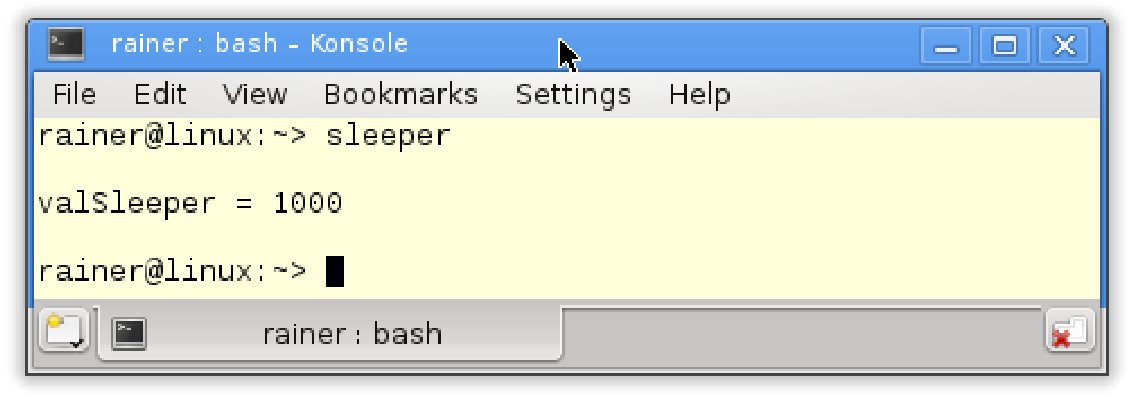 rainer : bash – Konsole
File Edit View Bookmarks Settings Help
rainer@linux:~> sleeper
valSleeper = 1000
rainer@linux:~>
rainer : bash